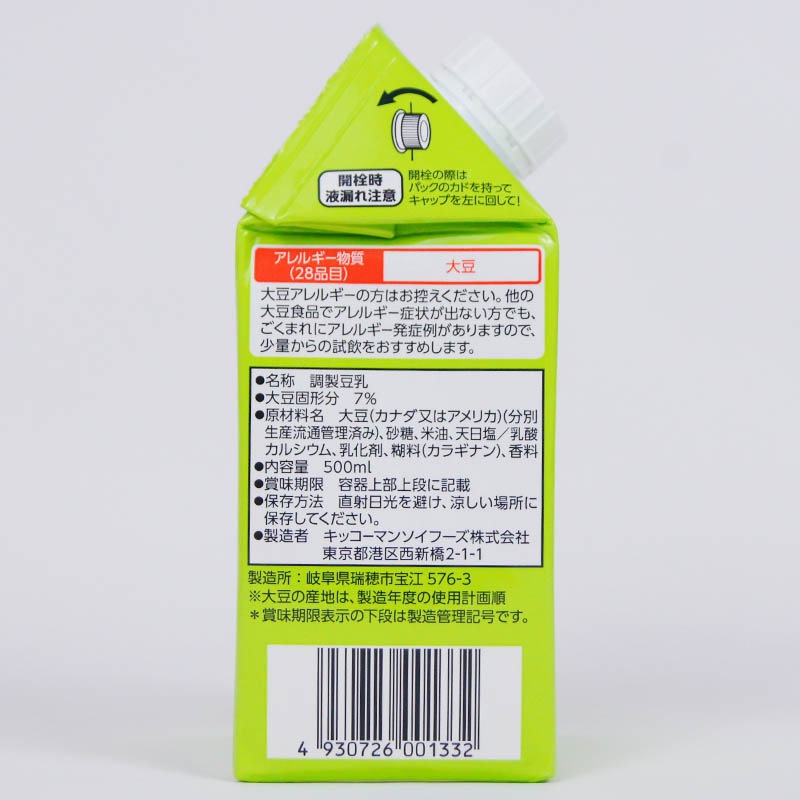 開栓時
液漏れ注意
開栓の際は
パックのカドを持って
キャップを左に回して!
アレルギー物質
(28品目)
大豆
大豆アレルギーの方はお控えください。他の
大豆食品でアレルギー症状が出ない方でも、
ごくまれにアレルギー発症例がありますので、
少量からの試飲をおすすめします。
●名称 調製豆乳
●大豆固形分 7%
●原材料名 大豆(カナダ又はアメリカ)(分別
生産流通管理済み)、砂糖、米油、天日塩/乳酸
カルシウム、乳化剤、糊料(カラギナン)、香料
●内容量 500ml
●賞味期限 容器上部上段に記載
●保存方法 直射日光を避け、涼しい場所に
保存してください。
●製造者 キッコーマンソイフーズ株式会社
東京都港区西新橋2-1-1
製造所:岐阜県瑞穂市宝江 576-3
※大豆の産地は、製造年度の使用計画順
*賞味期限表示の下段は製造管理記号です。
4 930726 001332